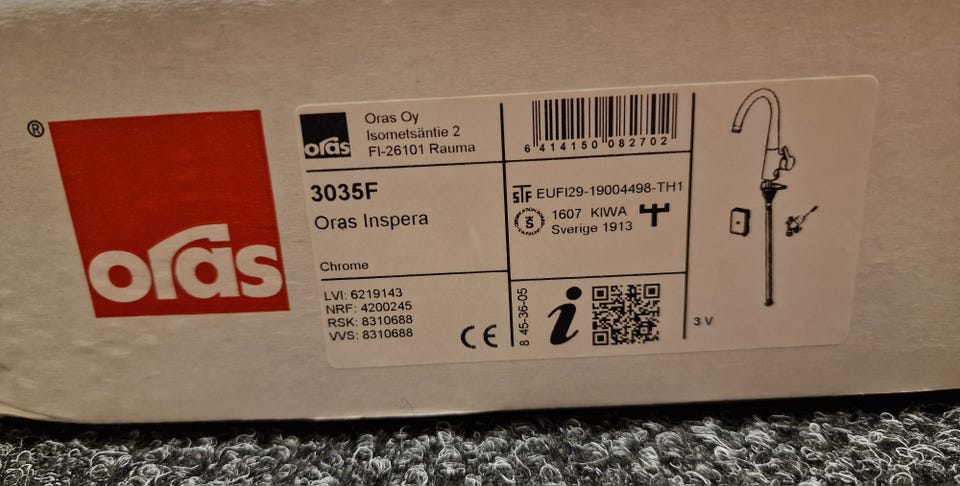 ®
oras
oras
Oras Oy
Isometsäntie 2
FI-26101 Rauma
3035F
Oras Inspera
Chrome
LVI: 6219143
NRF: 4200245
RSK: 8310688
VVS: 8310688
CE
6 414150 082702
STF EUFI29-19004498-TH1
1607 KIWA
Sverige 1913
8 45-36-05
i
3 V